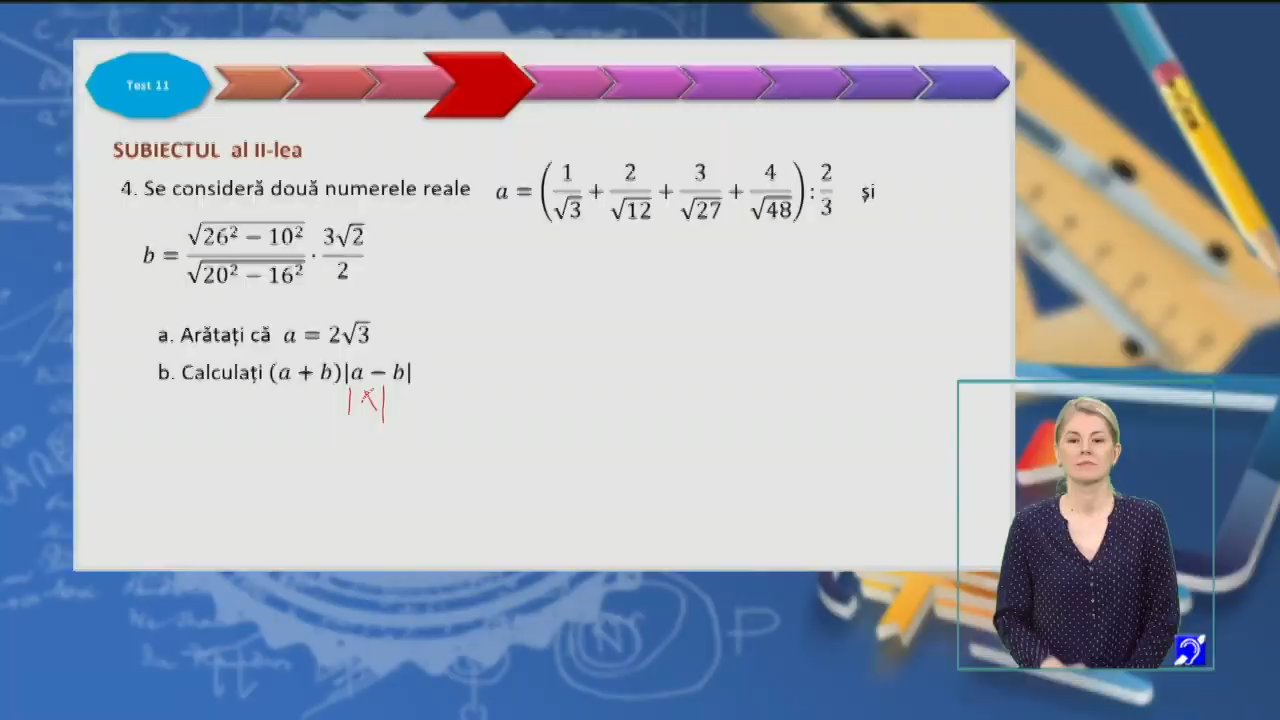 Test 11
SUBIECTUL al II-lea
4. Se consideră două numerele reale a = (1/√3 + 2/√12 + 3/√27 + 4/√48) : 2/3 și
b = √(26² − 10²)/√(20² − 16²) · 3√2/2
a. Arătați că a = 2√3
b. Calculați (a + b)|a − b|
|x|
N
P